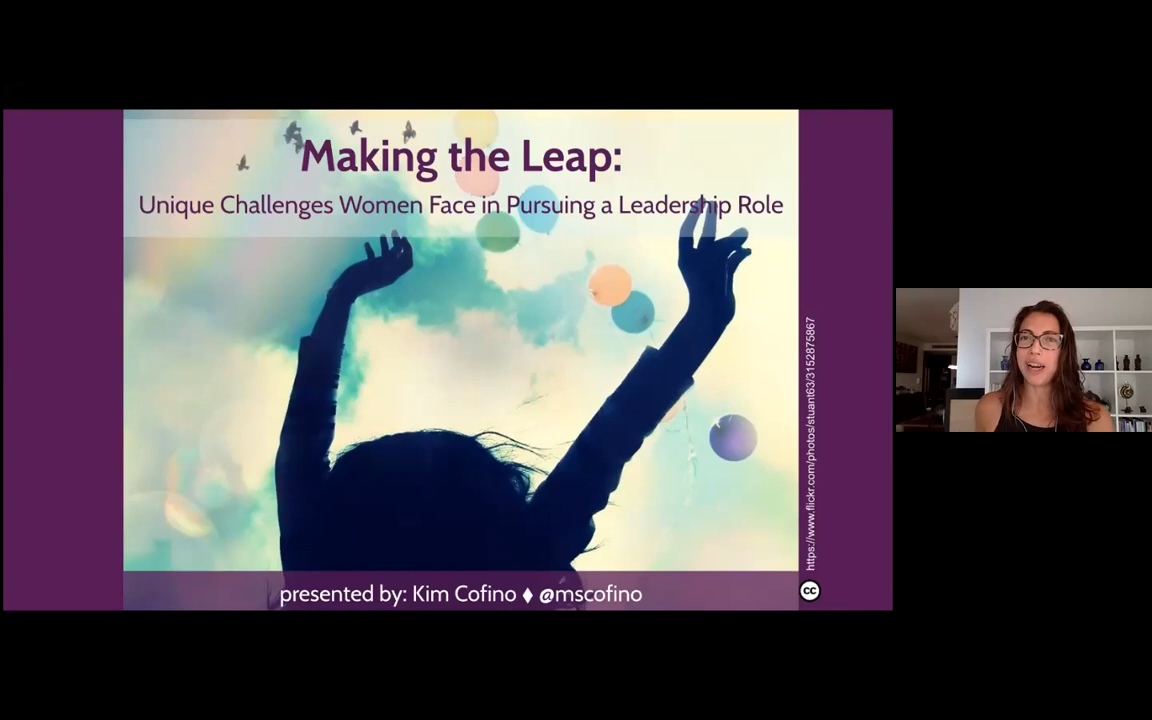 Making the Leap:
Unique Challenges Women Face in Pursuing a Leadership Role
https://www.flickr.com/photos/stuant63/3152875867
presented by: Kim Cofino ♦ @mscofino
cc